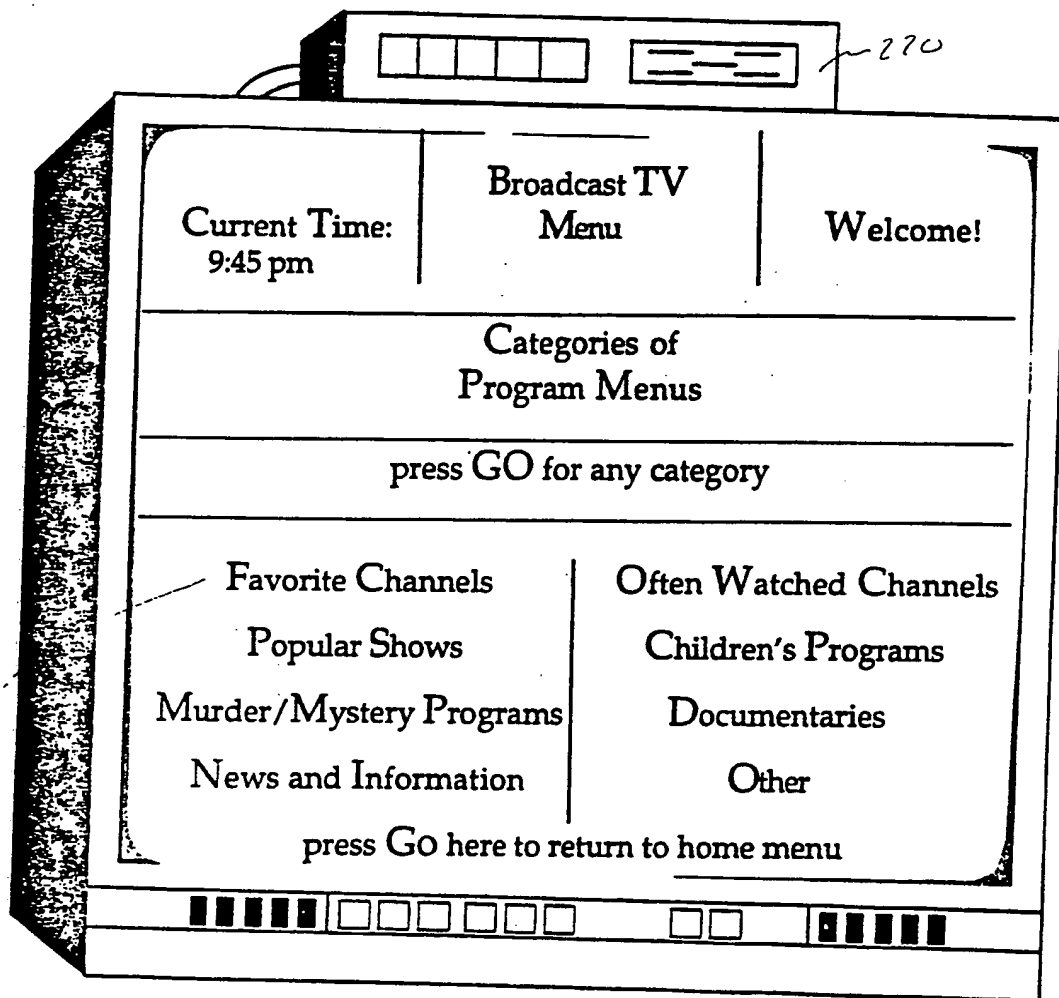 220
Broadcast TV
Menu
Current Time:
9:45 pm
Welcome!
Categories of
Program Menus
press GO for any category
Favorite Channels
Often Watched Channels
Popular Shows
Children's Programs
Murder/Mystery Programs
Documentaries
News and Information
Other
press Go here to return to home menu